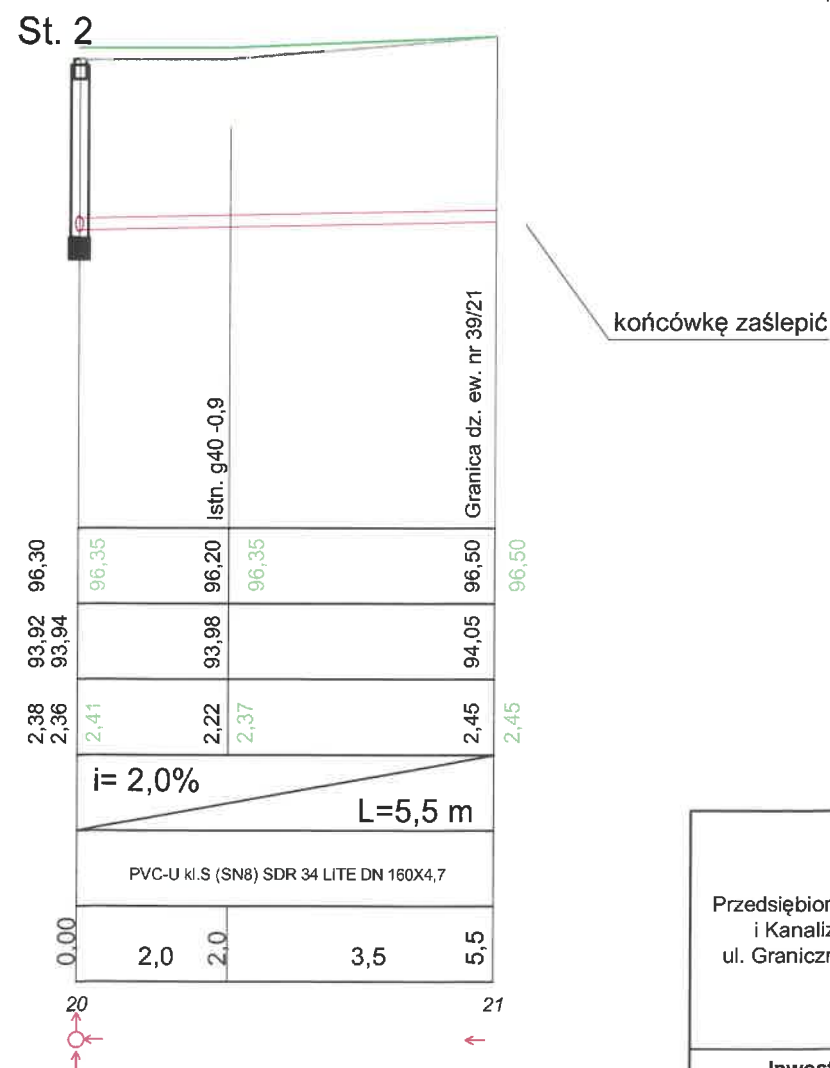 St. 2
końcówkę zaślepić
Istn. g40 -0,9
Granica dz. ew. nr 39/21
96,30
96,35
96,20
96,35
96,50
96,50
93,92
93,94
93,98
94,05
2,38
2,36
2,41
2,22
2,37
2,45
2,45
i= 2,0%
L=5,5 m
PVC-U kl.S (SN8) SDR 34 LITE DN 160X4,7
0.00
2,0
2,0
3,5
5,5
20
21
Przedsiębior
i Kanaliz
ul. Graniczn
Inwest